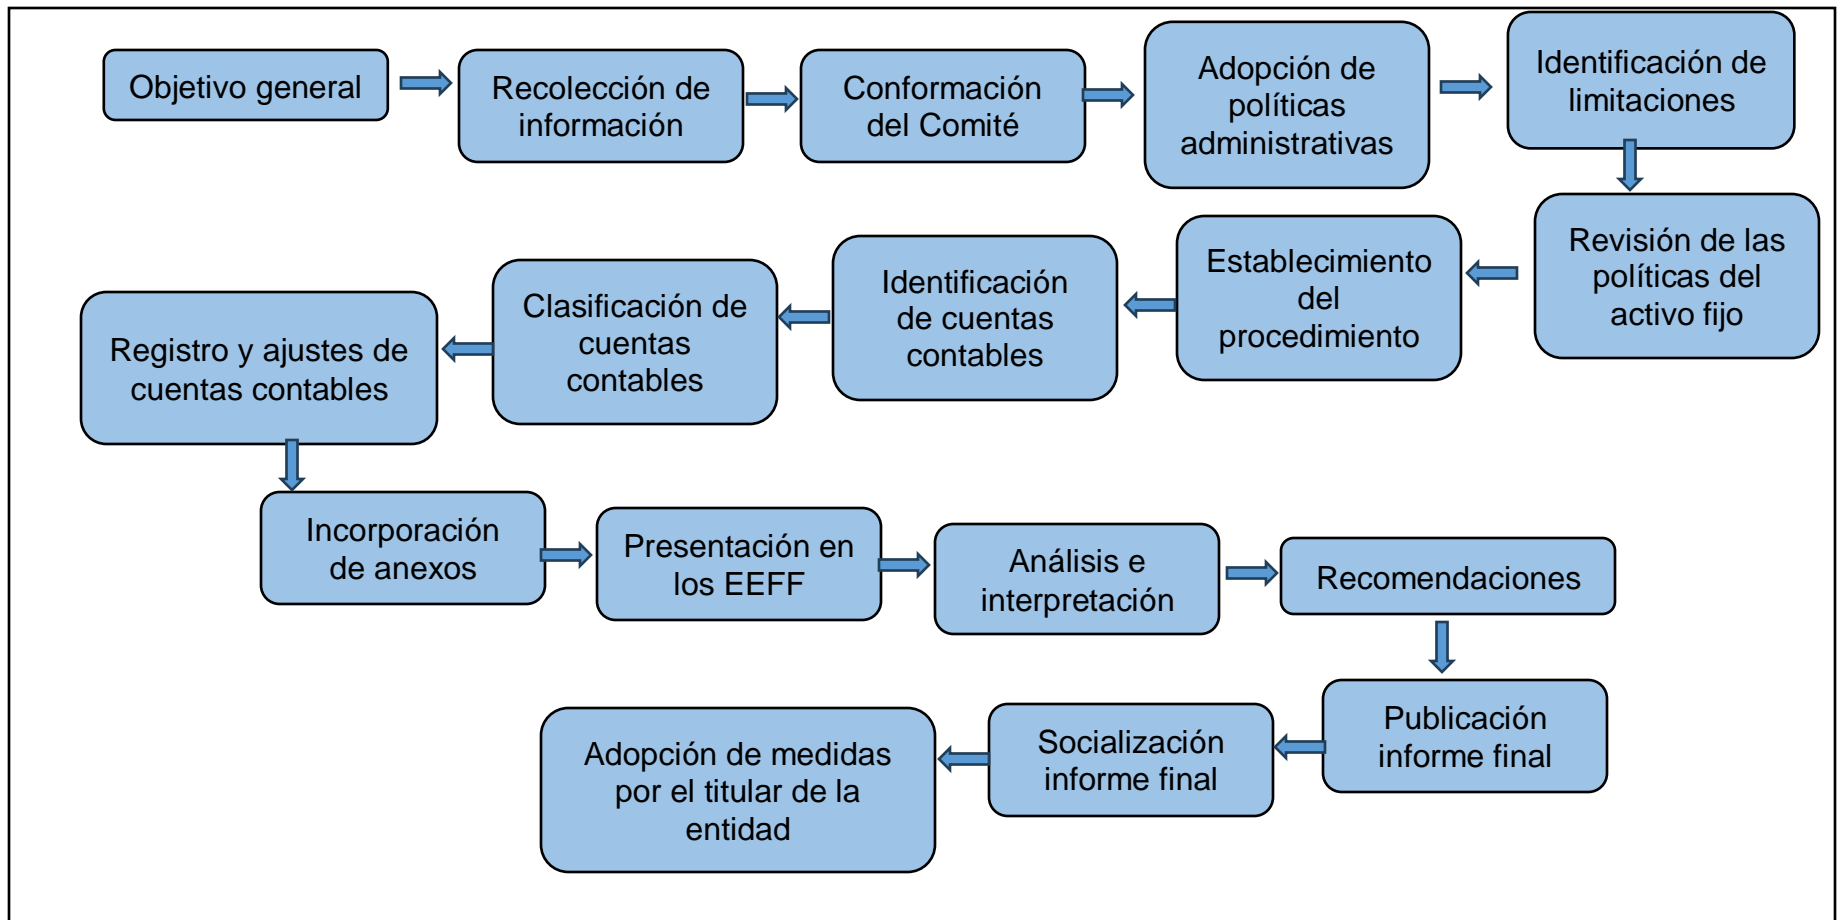 Objetivo general
Recolección de
información
Conformación
del Comité
Adopción de
políticas
administrativas
Identificación de
limitaciones
Revisión de las
políticas del
activo fijo
Establecimiento
del
procedimiento
Identificación
de cuentas
contables
Clasificación de
cuentas
contables
Registro y ajustes de
cuentas contables
Incorporación
de anexos
Presentación en
los EEFF
Análisis e
interpretación
Recomendaciones
Publicación
informe final
Socialización
informe final
Adopción de medidas
por el titular de la
entidad